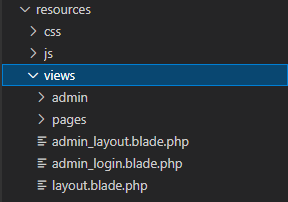 resources
css
js
views
admin
pages
admin_layout.blade.php
admin_login.blade.php
layout.blade.php